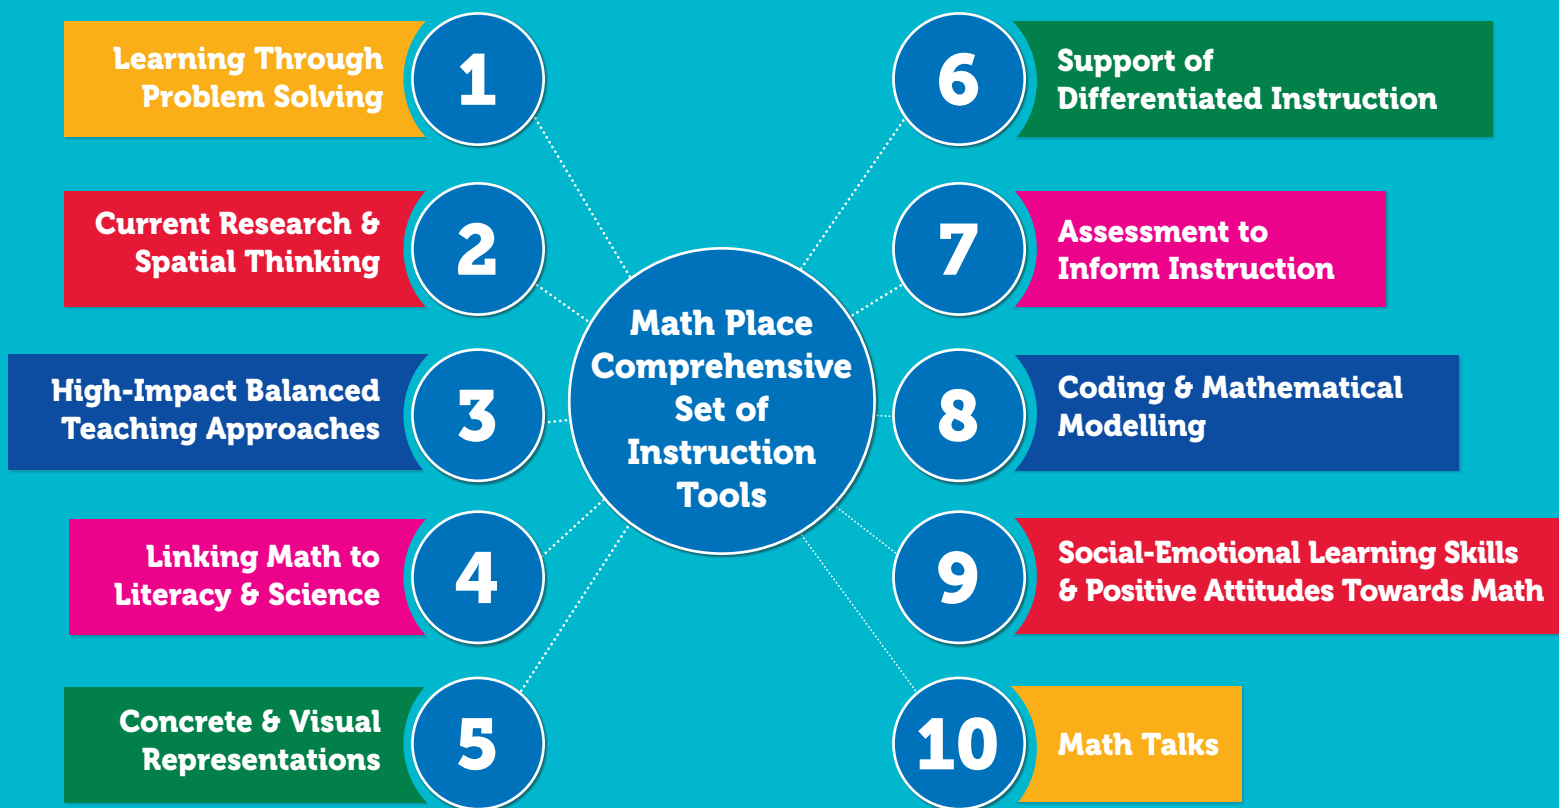 1
Learning Through
Problem Solving
2
Current Research &
Spatial Thinking
3
High-Impact Balanced
Teaching Approaches
4
Linking Math to
Literacy & Science
5
Concrete & Visual
Representations
Math Place
Comprehensive
Set of
Instruction
Tools
6
Support of
Differentiated Instruction
7
Assessment to
Inform Instruction
8
Coding & Mathematical
Modelling
9
Social-Emotional Learning Skills
& Positive Attitudes Towards Math
10
Math Talks